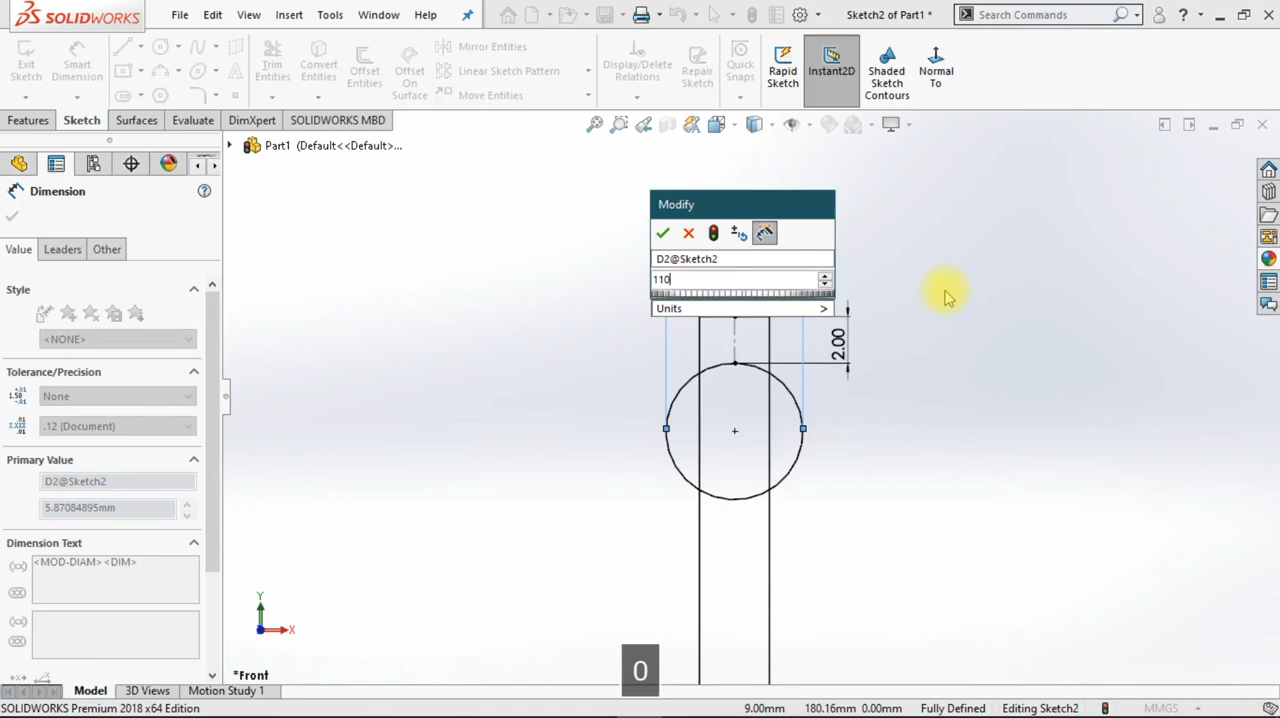 SOLIDWORKS File Edit View Insert Tools Window Help Sketch2 of Part1 * Search Commands ?
Exit Sketch
Smart Dimension
Trim Entities
Convert Entities
Offset Entities
Offset On Surface
Mirror Entities
Linear Sketch Pattern
Move Entities
Display/Delete Relations
Repair Sketch
Quick Snaps
Rapid Sketch
Instant2D
Shaded Sketch Contours
Normal To
Features Sketch Surfaces Evaluate DimXpert SOLIDWORKS MBD
Part1 (Default<<Default>...
Dimension
Value Leaders Other
Style
<NONE>
Tolerance/Precision
None
.12 (Document)
Primary Value
D2@Sketch2
5.87084895mm
Dimension Text
<MOD-DIAM><DIM>
Modify
D2@Sketch2
110
Units >
2.00
Y
X
*Front
0
Model 3D Views Motion Study 1
SOLIDWORKS Premium 2018 x64 Edition 9.00mm 180.16mm 0.00mm Fully Defined Editing Sketch2 MMGS